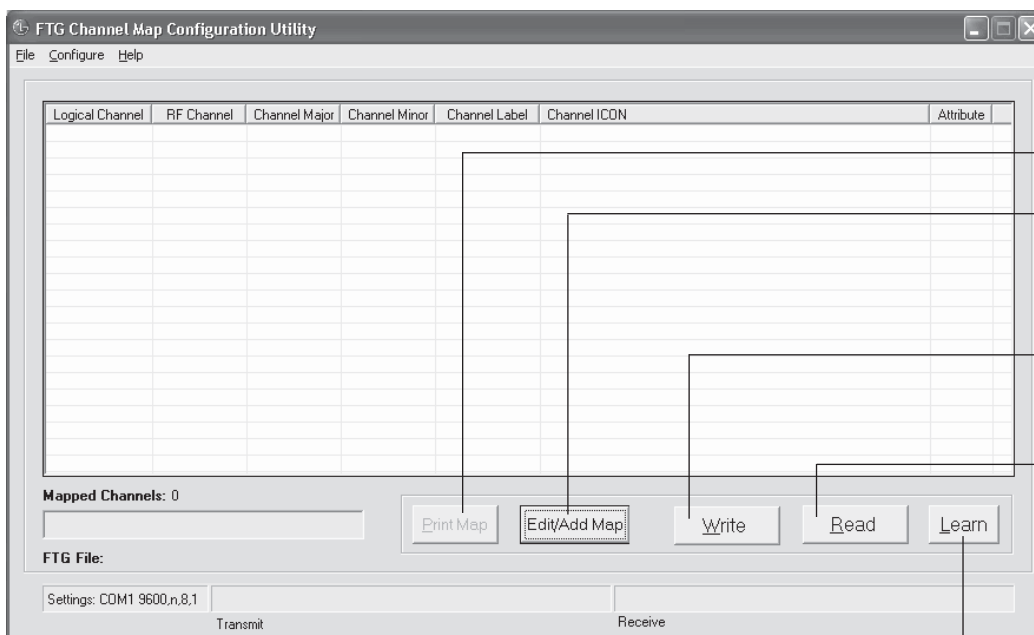 FTG Channel Map Configuration Utility
File Configure Help
Logical Channel RF Channel Channel Major Channel Minor Channel Label Channel ICON Attribute
Mapped Channels: 0
Print Map Edit/Add Map Write Read Learn
FTG File:
Settings: COM1 9600,n,8,1
Transmit Receive